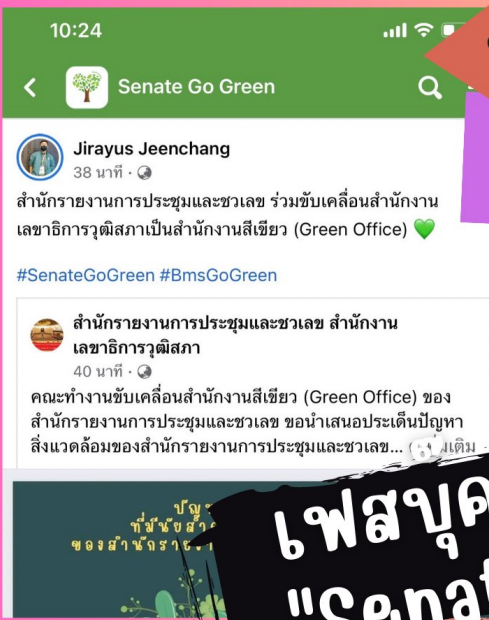 10:24
Senate Go Green
Jirayus Jeenchang
38 นาที ·
สำนักรายงานการประชุมและชวเลข ร่วมขับเคลื่อนสำนักงาน
เลขาธิการวุฒิสภาเป็นสำนักงานสีเขียว (Green Office) 💚
#SenateGoGreen #BmsGoGreen
สำนักรายงานการประชุมและชวเลข สำนักงาน
เลขาธิการวุฒิสภา
40 นาที ·
คณะทำงานขับเคลื่อนสำนักงานสีเขียว (Green Office) ของ
สำนักรายงานการประชุมและชวเลข ขอนำเสนอประเด็นปัญหา
สิ่งแวดล้อมของสำนักรายงานการประชุมและชวเลข...
ที่มีนัยสำ